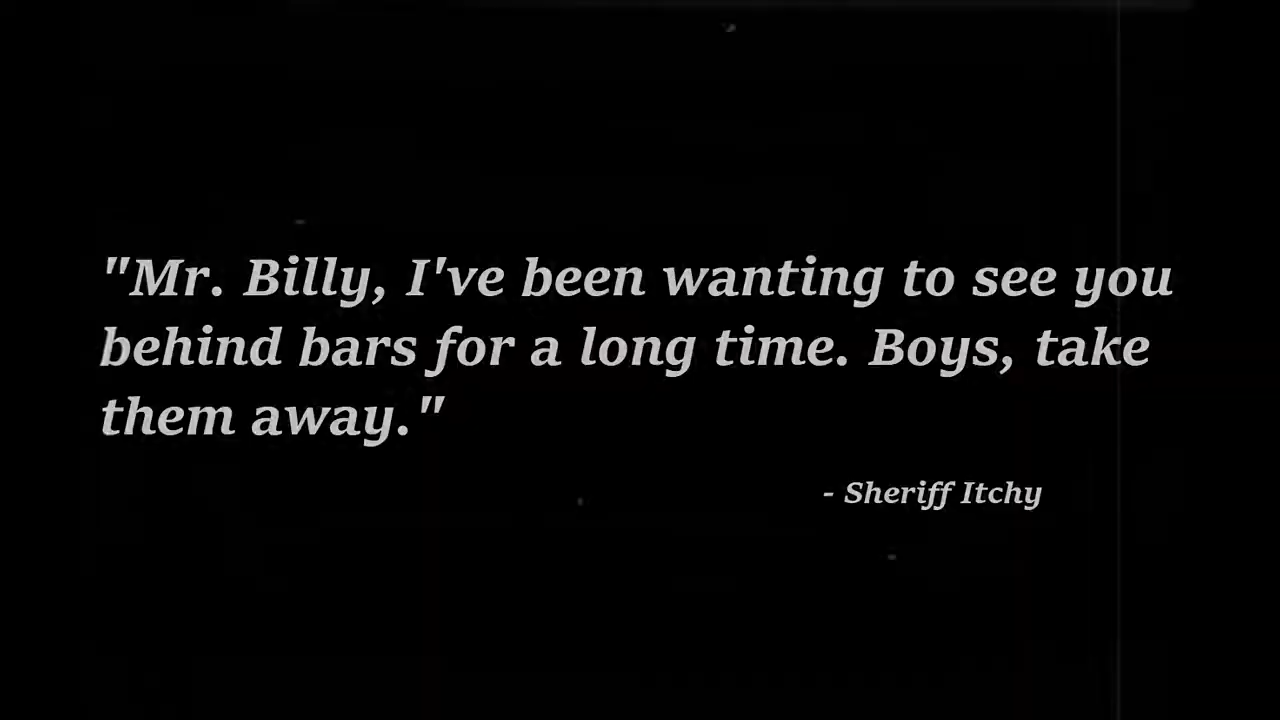 "Mr. Billy, I've been wanting to see you
behind bars for a long time. Boys, take
them away."
- Sheriff Itchy